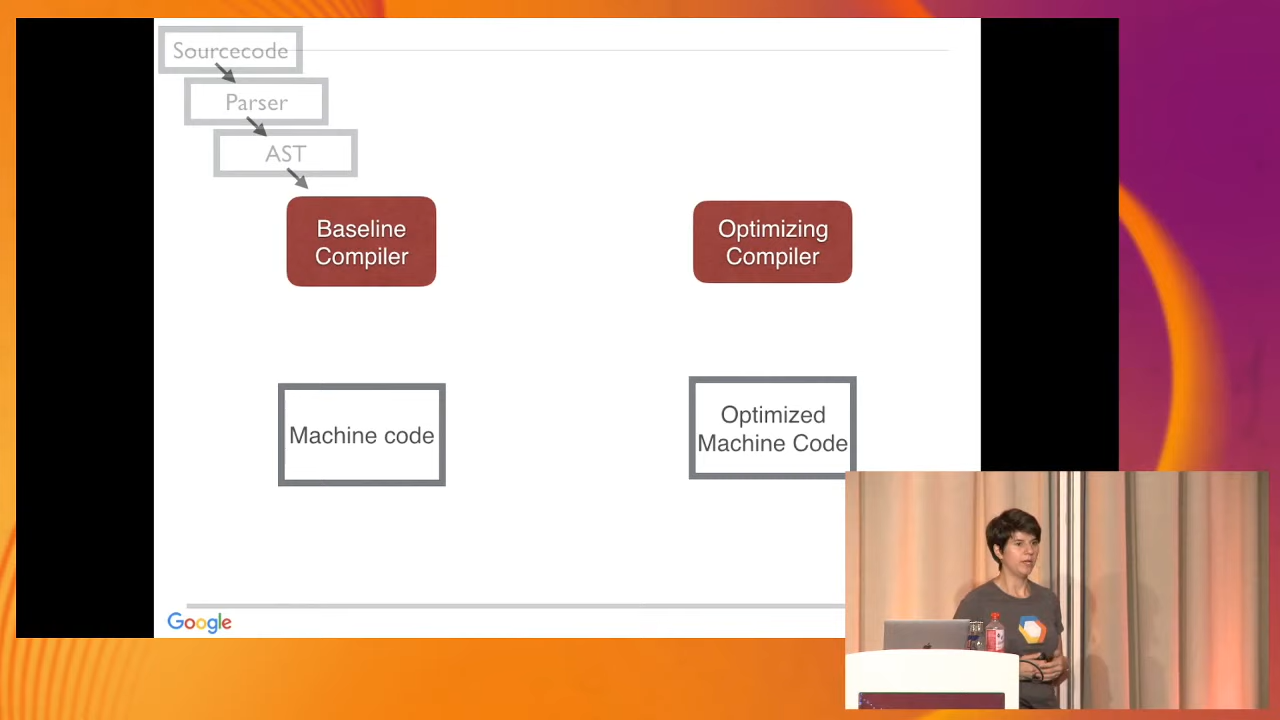 Sourcecode
Parser
AST
Baseline
Compiler
Optimizing
Compiler
Machine code
Optimized
Machine Code
Google